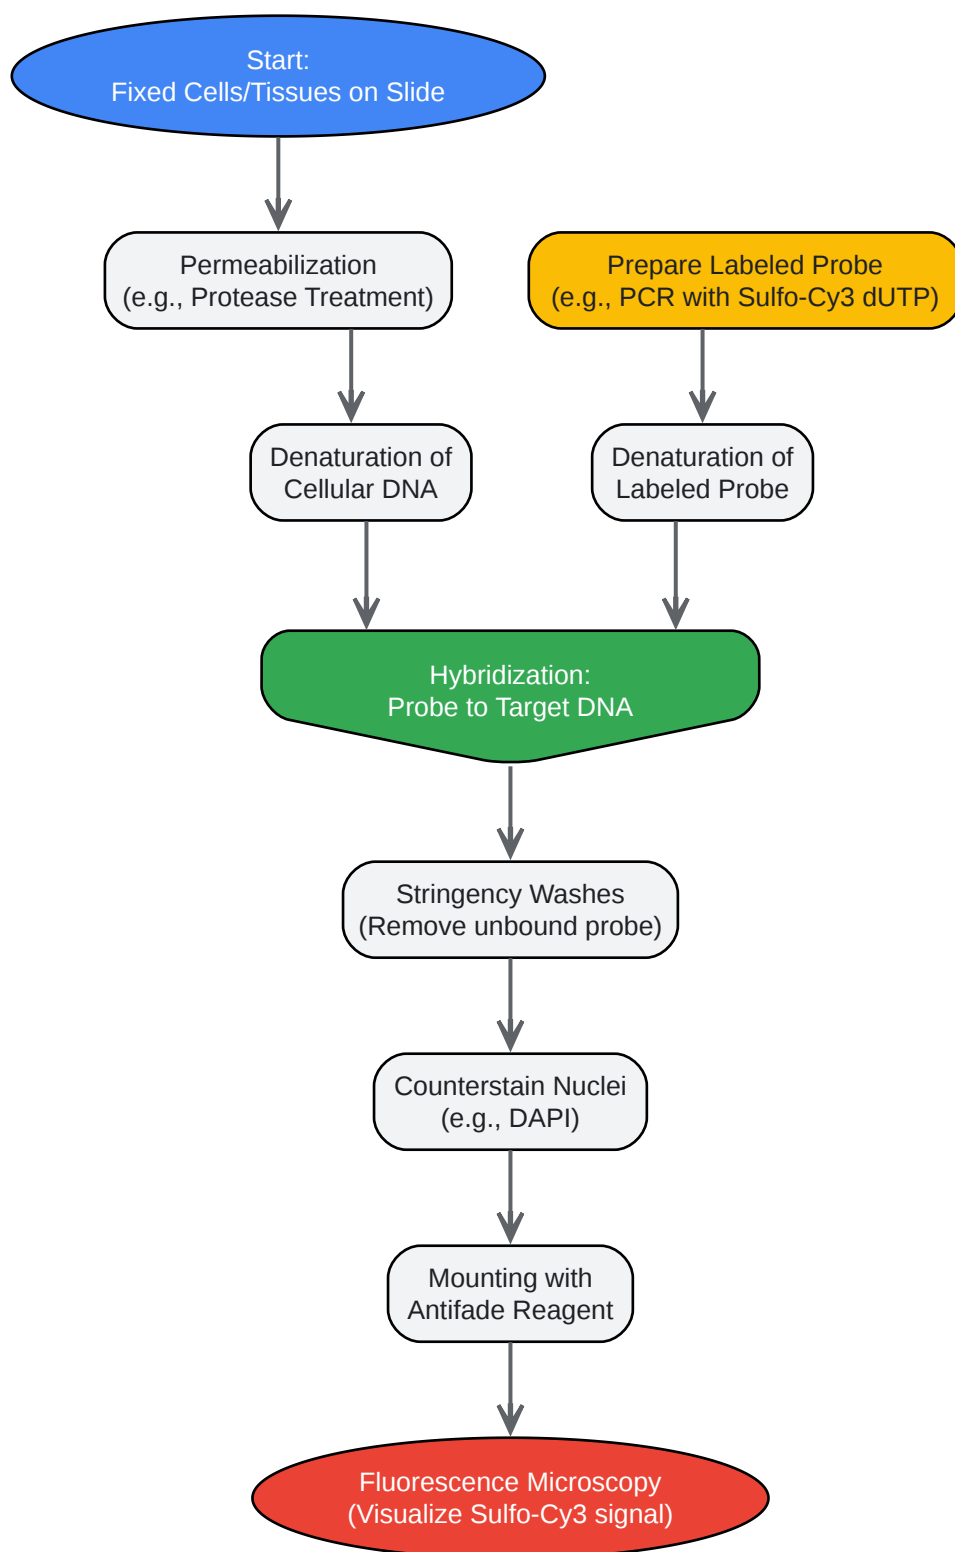 Start:
Fixed Cells/Tissues on Slide
Permeabilization
(e.g., Protease Treatment)
Prepare Labeled Probe
(e.g., PCR with Sulfo-Cy3 dUTP)
Denaturation of
Cellular DNA
Denaturation of
Labeled Probe
Hybridization:
Probe to Target DNA
Stringency Washes
(Remove unbound probe)
Counterstain Nuclei
(e.g., DAPI)
Mounting with
Antifade Reagent
Fluorescence Microscopy
(Visualize Sulfo-Cy3 signal)